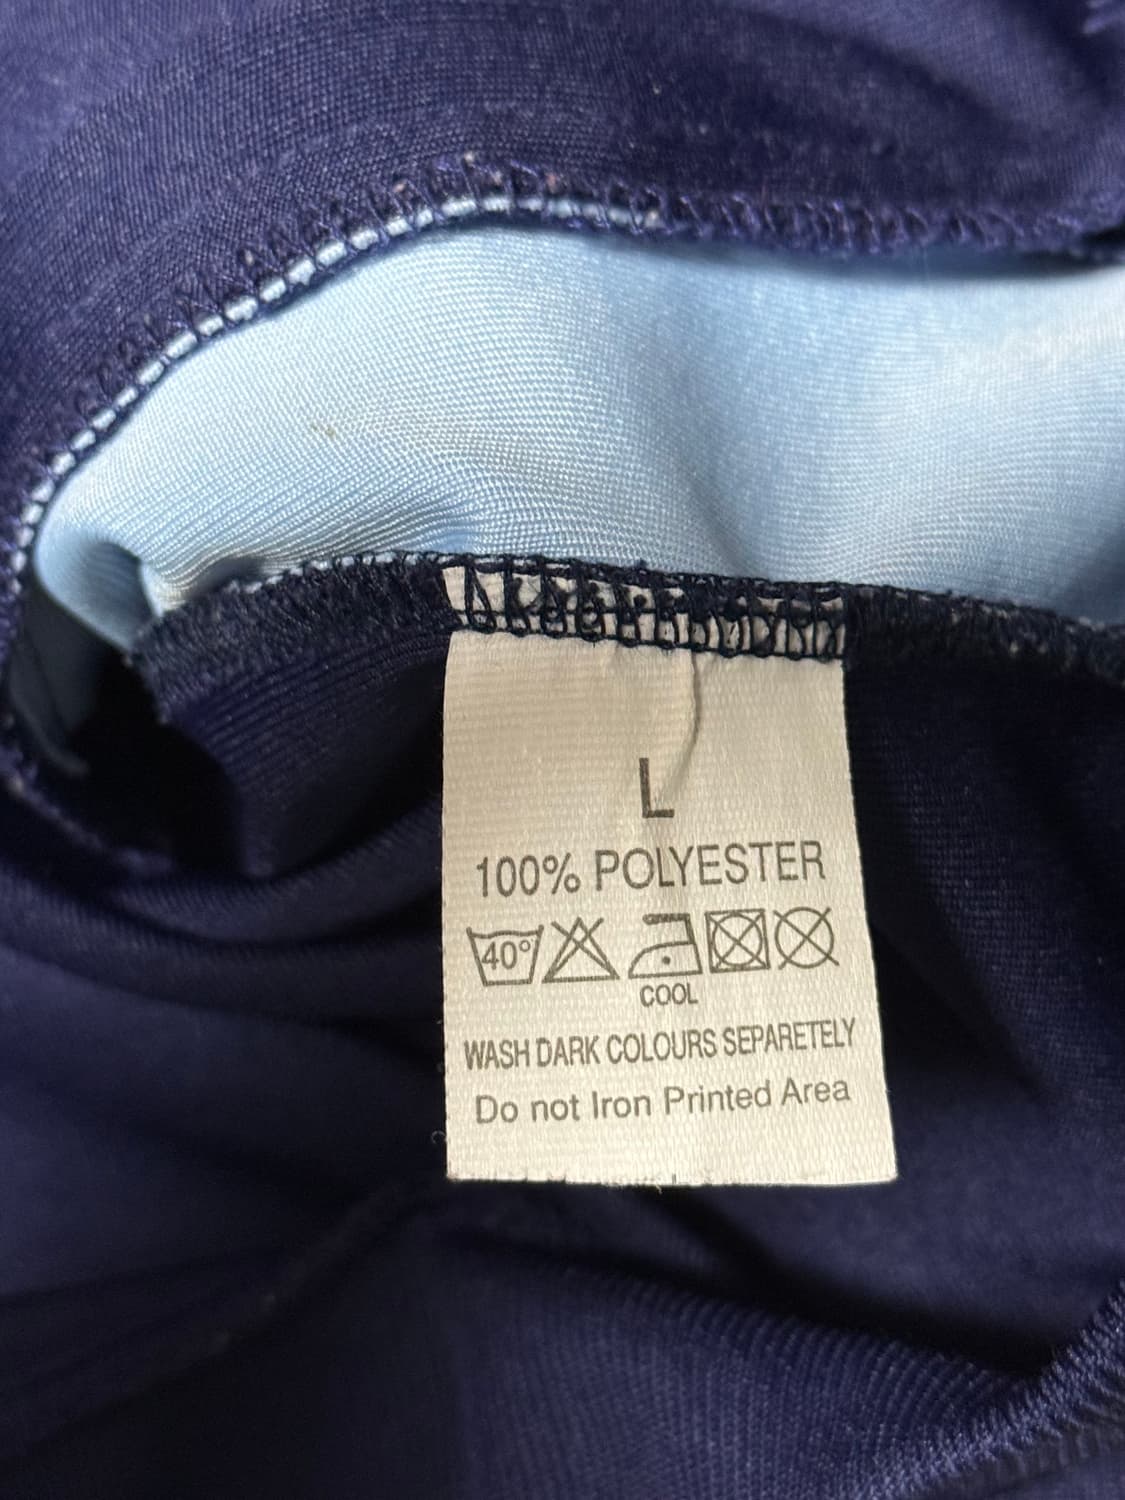 L
100% POLYESTER
40°
COOL
WASH DARK COLOURS SEPARETELY
Do not Iron Printed Area